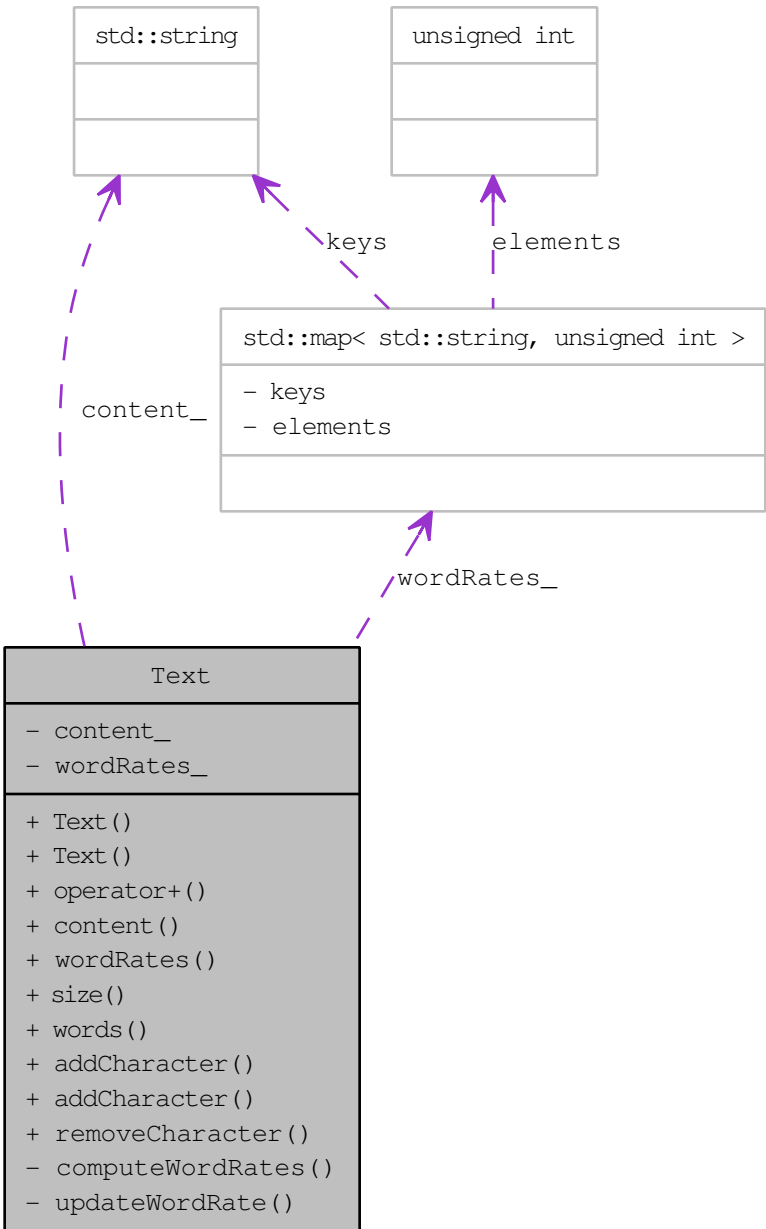 std::string
unsigned int
keys
elements
std::map< std::string, unsigned int >
- keys
- elements
content_
wordRates_
Text
- content_
- wordRates_
+ Text()
+ Text()
+ operator+()
+ content()
+ wordRates()
+ size()
+ words()
+ addCharacter()
+ addCharacter()
+ removeCharacter()
- computeWordRates()
- updateWordRate()